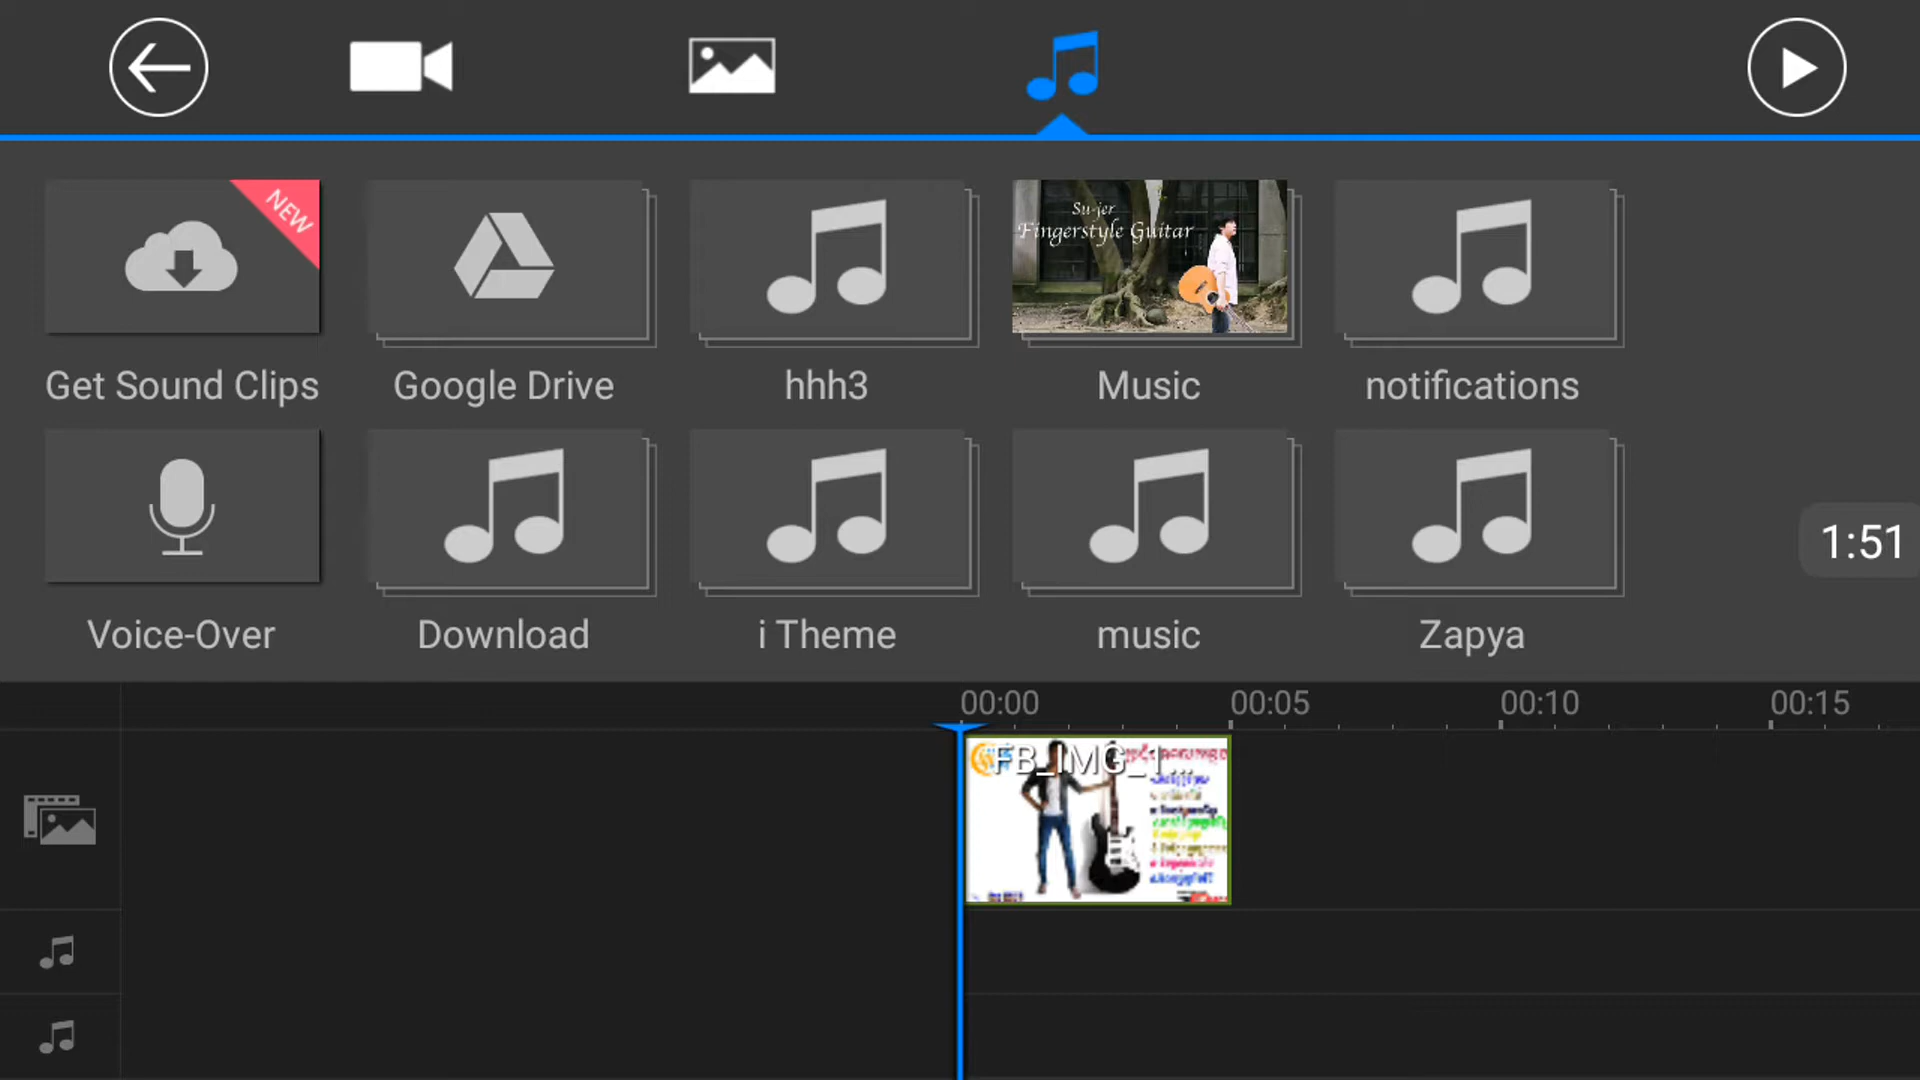 NEW
Su-jer
Fingerstyle Guitar
Get Sound Clips
Google Drive
hhh3
Music
notifications
1:51
Voice-Over
Download
i Theme
music
Zapya
00:00
00:05
00:10
00:15
FB_IMG_1...